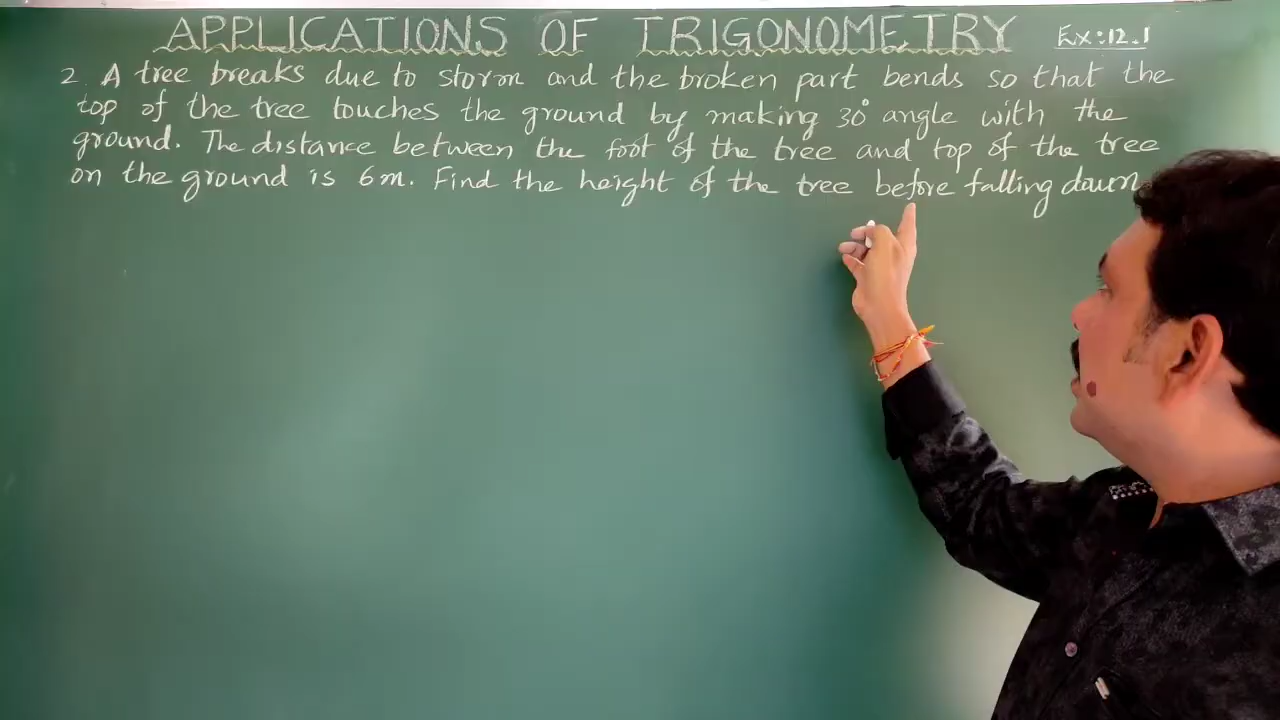 APPLICATIONS OF TRIGONOMETRY Ex:12.1
2. A tree breaks due to storm and the broken part bends so that the
top of the tree touches the ground by making 30° angle with the
ground. The distance between the foot of the tree and top of the tree
on the ground is 6m. Find the height of the tree before falling down